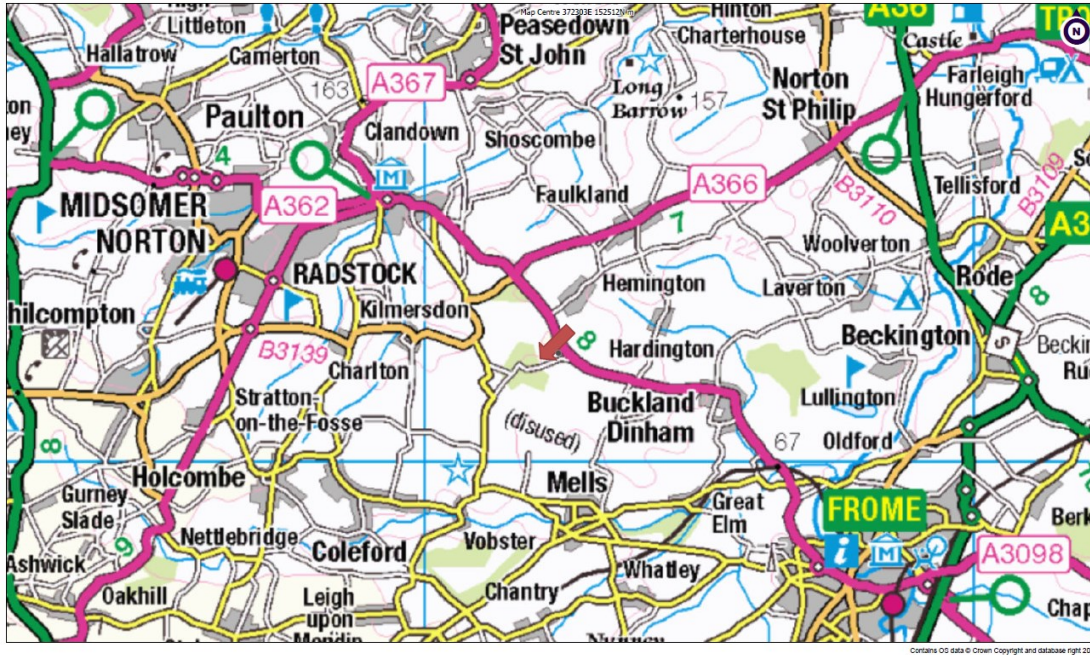 Map Centre 372303E 152512N
High
Littleton
Hallatrow
Camerton
Peasedown
St John
Hinton
Charterhouse
A36
Castle
N
A367
163
Long
Barrow
157
Norton
St Philip
Farleigh
Hungerford
Paulton
Clandown
Shoscombe
4
M
Faulkland
A366
B3110
Tellisford
B3109
MIDSOMER
NORTON
A362
7
122
Woolverton
RADSTOCK
Hemington
Laverton
Rode
8
Kilmersdon
B3139
Charlton
8
Hardington
Beckington
S
Stratton-
on-the-Fosse
Buckland
Dinham
Lullington
(disused)
67
Oldford
8
Holcombe
Mells
Gurney
Slade
Great
Elm
FROME
Nettlebridge
Coleford
Vobster
9
i
M
A3098
Ashwick
Whatley
Oakhill
Chantry
Leigh
upon
Mendip
Nunney
Contains OS data © Crown Copyright and database right 20